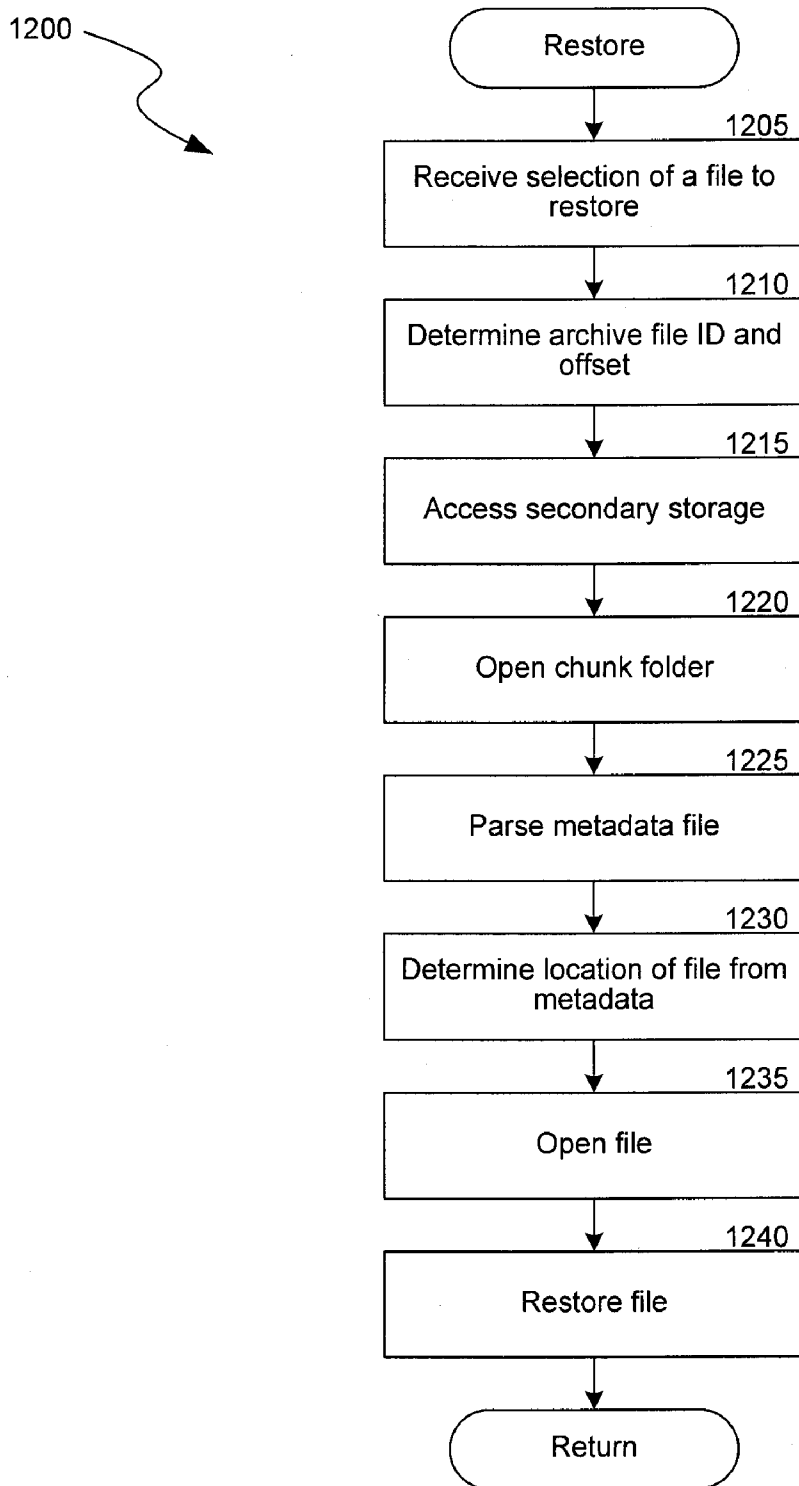 1200
Restore
1205
Receive selection of a file to
restore
1210
Determine archive file ID and
offset
1215
Access secondary storage
1220
Open chunk folder
1225
Parse metadata file
1230
Determine location of file from
metadata
1235
Open file
1240
Restore file
Return